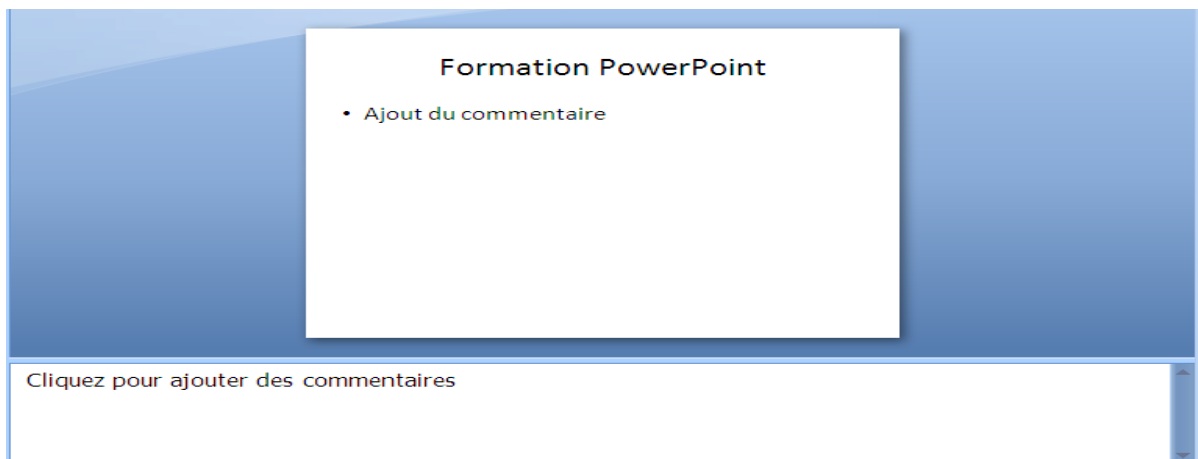 Formation PowerPoint
• Ajout du commentaire
Cliquez pour ajouter des commentaires